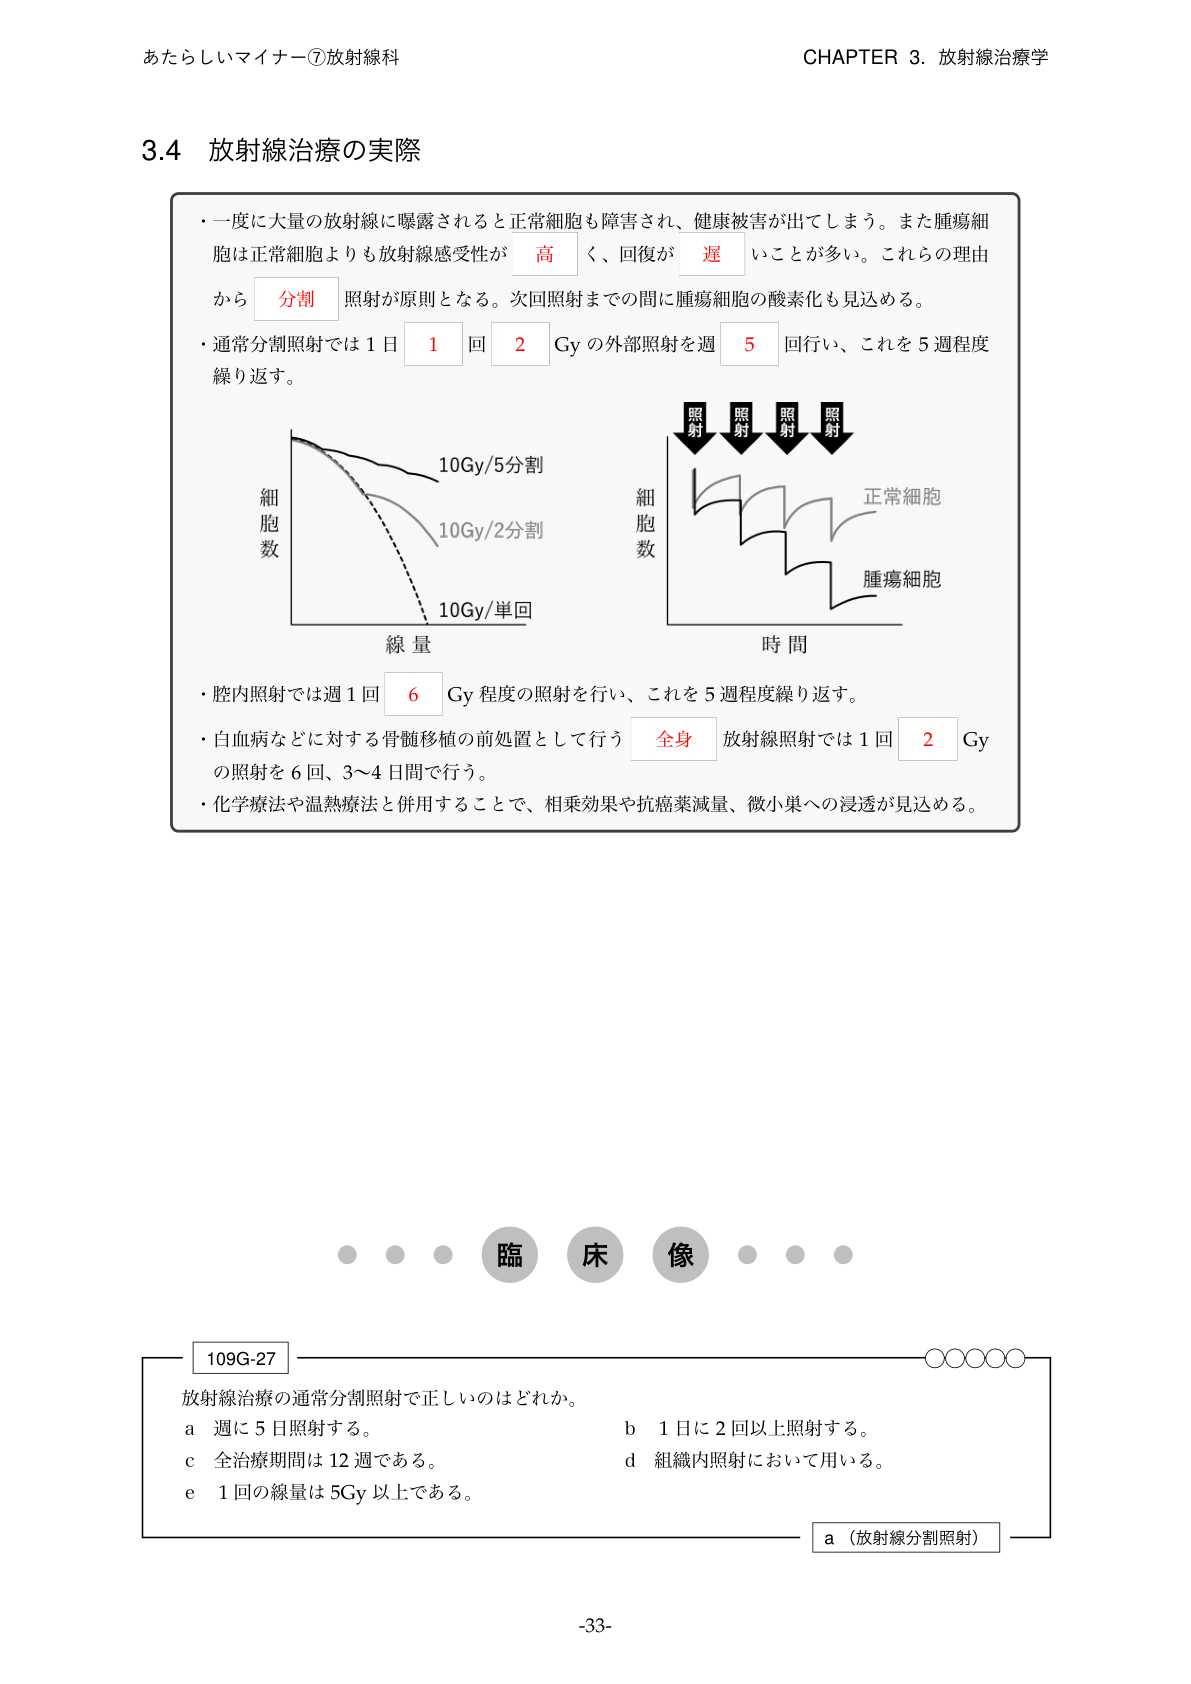 あたらしいマイナー⑦放射線科
CHAPTER 3. 放射線治療学
3.4 放射線治療の実際
・一度に大量の放射線に曝露されると正常細胞も障害され、健康被害が出てしまう。また腫瘍細
胞は正常細胞よりも放射線感受性が 高 く、回復が 遅 いことが多い。これらの理由
から 分割 照射が原則となる。次回照射までの間に腫瘍細胞の酸素化も見込める。
・通常分割照射では 1 日 1 回 2 Gy の外部照射を週 5 回行い、これを 5 週程度
繰り返す。
細胞数
10Gy/5分割
10Gy/2分割
10Gy/単回
線量
照射 照射 照射 照射
細胞数
正常細胞
腫瘍細胞
時間
・腔内照射では週 1 回 6 Gy 程度の照射を行い、これを 5 週程度繰り返す。
・白血病などに対する骨髄移植の前処置として行う 全身 放射線照射では 1 回 2 Gy
の照射を 6 回、3〜4 日間で行う。
・化学療法や温熱療法と併用することで、相乗効果や抗癌薬減量、微小巣への浸透が見込める。
臨床像
109G-27
放射線治療の通常分割照射で正しいのはどれか。
a 週に 5 日照射する。
b 1 日に 2 回以上照射する。
c 全治療期間は 12 週である。
d 組織内照射において用いる。
e 1 回の線量は 5Gy 以上である。
a （放射線分割照射）
-33-